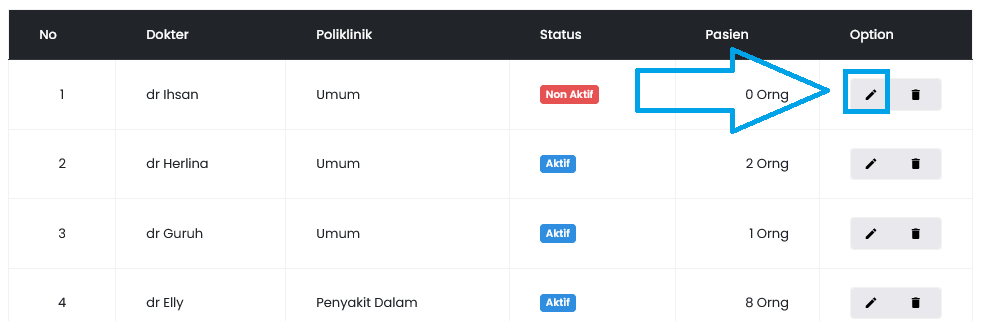 No Dokter Poliklinik Status Pasien Option
1 dr Ihsan Umum Non Aktif 0 Orng
2 dr Herlina Umum Aktif 2 Orng
3 dr Guruh Umum Aktif 1 Orng
4 dr Elly Penyakit Dalam Aktif 8 Orng